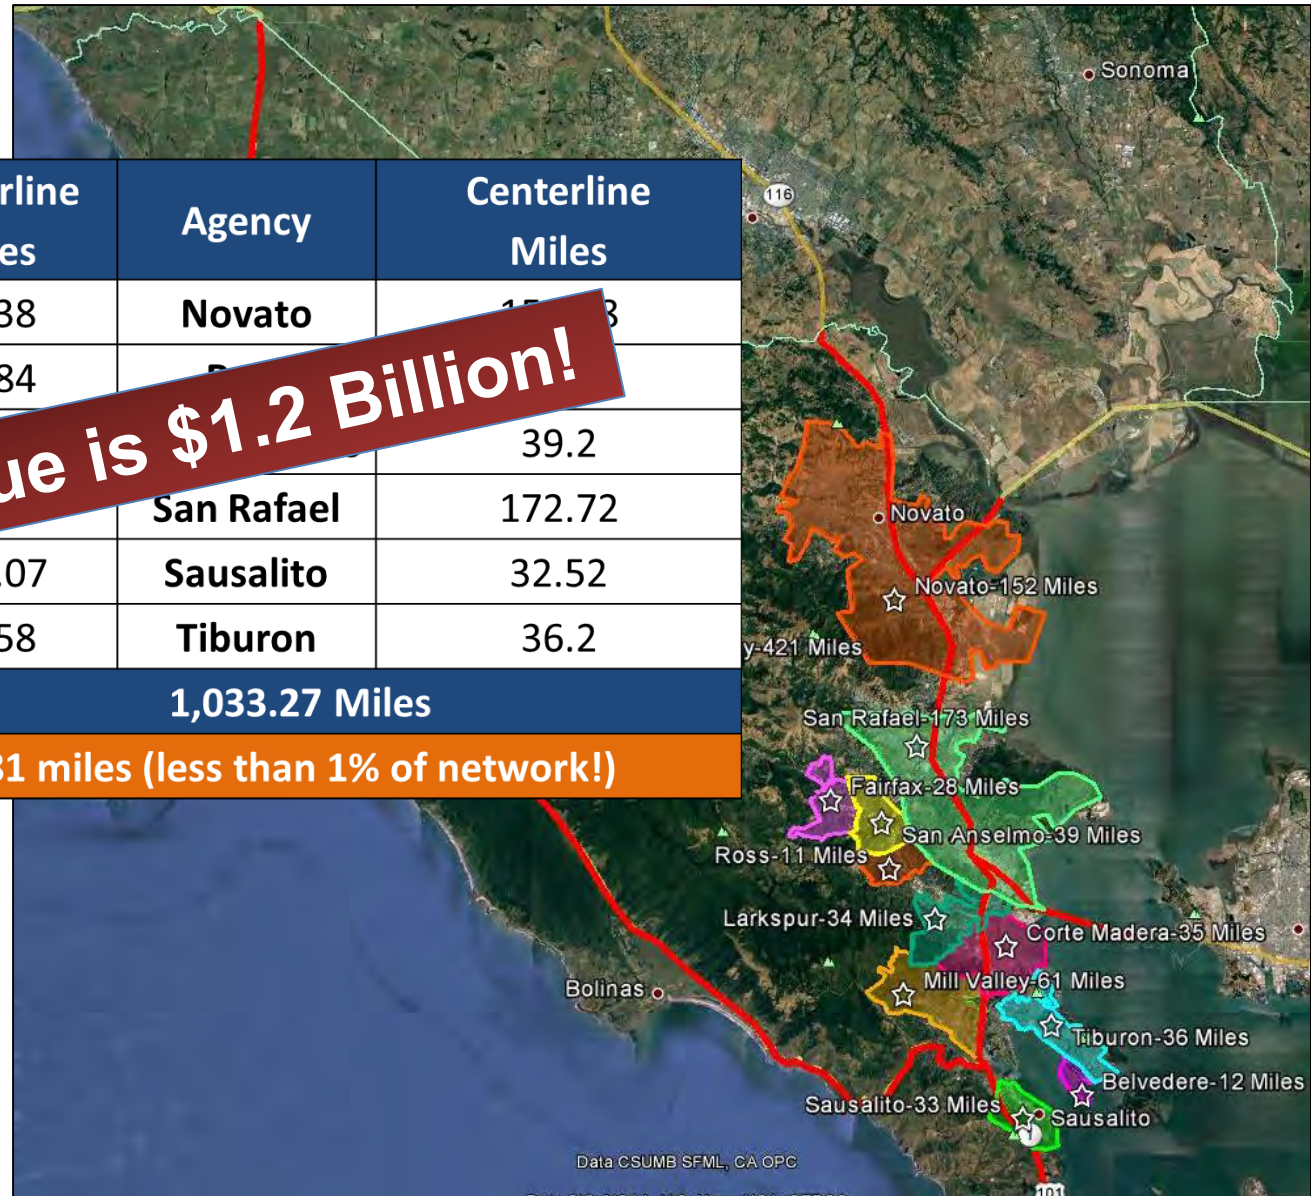 rline
es
Agency
Centerline
Miles
38
Novato
84
ue is $1.2 Billion!
39.2
San Rafael
172.72
07
Sausalito
32.52
58
Tiburon
36.2
1,033.27 Miles
31 miles (less than 1% of network!)
Sonoma
116
Novato
Novato-152 Miles
y-421 Miles
San Rafael-173 Miles
Fairfax-28 Miles
San Anselmo-39 Miles
Ross-11 Miles
Larkspur-34 Miles
Corte Madera-35 Miles
Mill Valley-61 Miles
Bolinas
Tiburon-36 Miles
Belvedere-12 Miles
Sausalito-33 Miles
Sausalito
1
Data CSUMB SFML, CA OPC
101